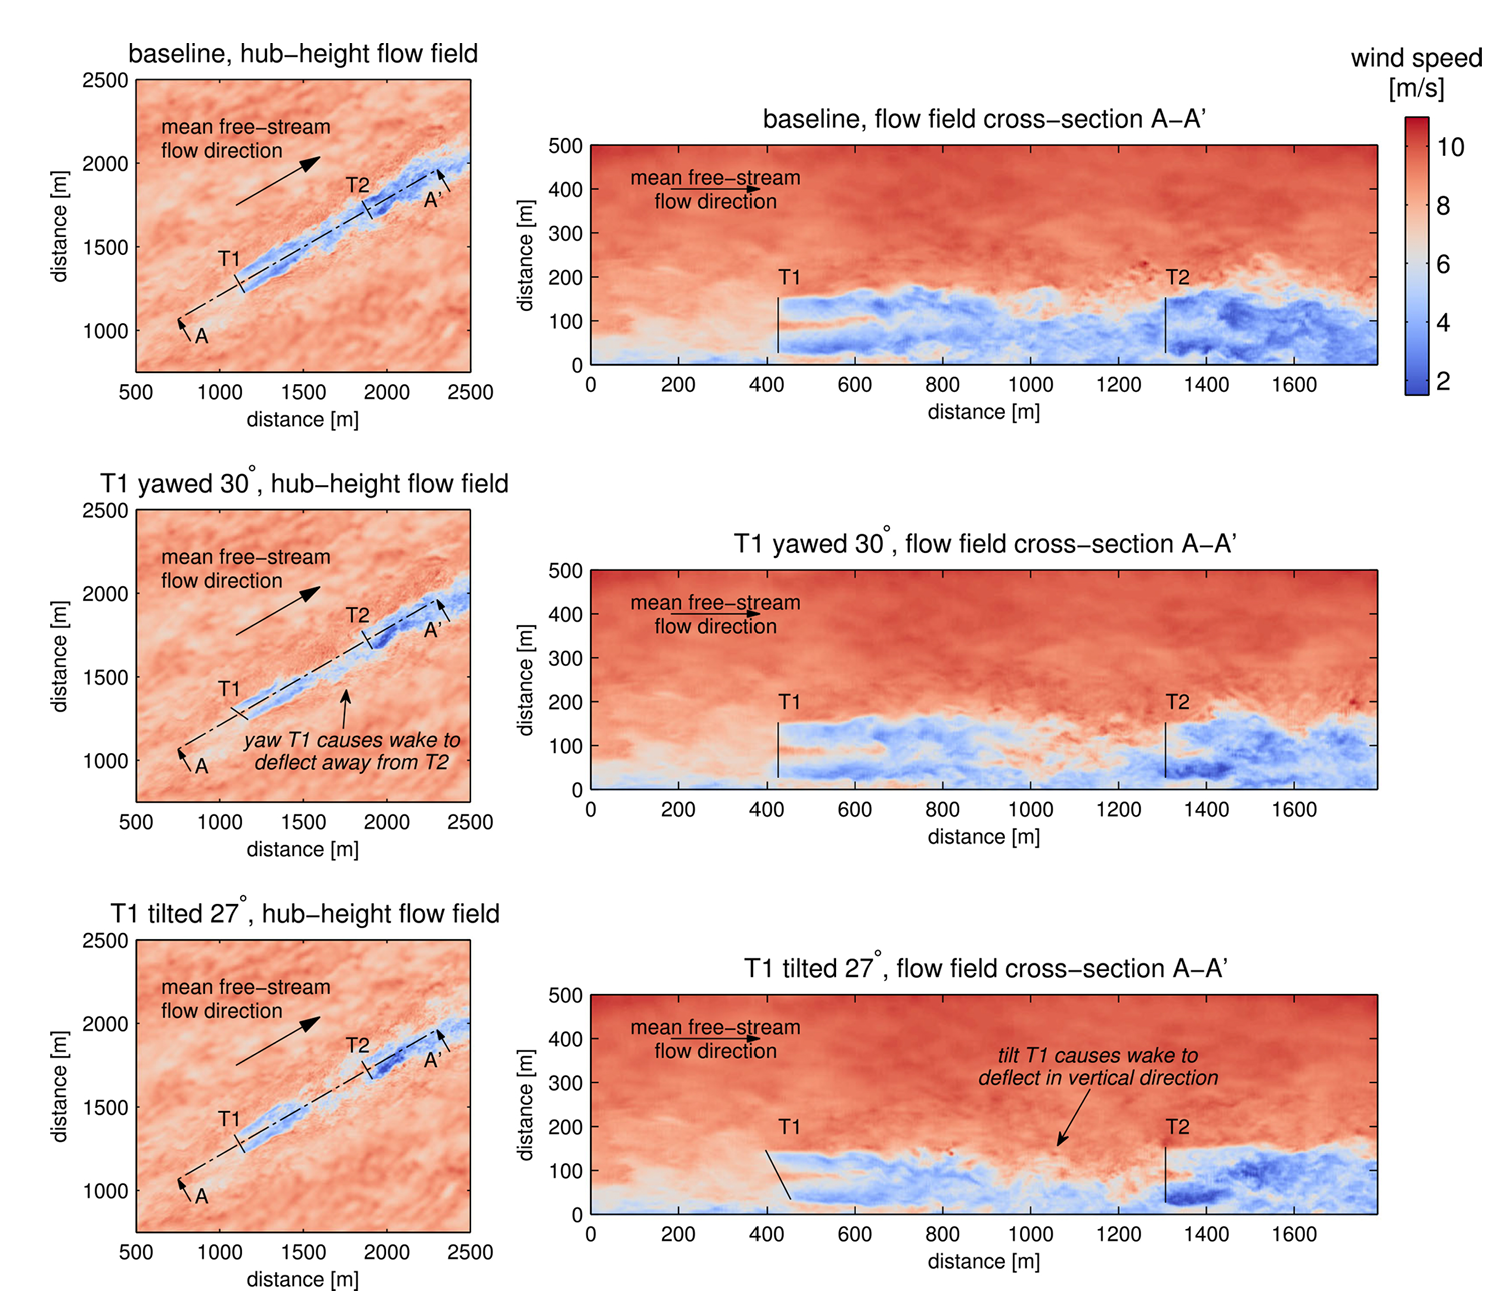 baseline, hub−height flow field
2500
2000
1500
1000
distance [m]
mean free−stream
flow direction
T2
A'
T1
A
500 1000 1500 2000 2500
distance [m]
baseline, flow field cross−section A−A'
500
400
300
200
100
0
distance [m]
mean free−stream
flow direction
T1
T2
0 200 400 600 800 1000 1200 1400 1600
distance [m]
wind speed
[m/s]
10
8
6
4
2
T1 yawed 30°, hub−height flow field
2500
2000
1500
1000
distance [m]
mean free−stream
flow direction
T2
A'
T1
yaw T1 causes wake to
deflect away from T2
A
500 1000 1500 2000 2500
distance [m]
T1 yawed 30°, flow field cross−section A−A'
500
400
300
200
100
0
distance [m]
mean free−stream
flow direction
T1
T2
0 200 400 600 800 1000 1200 1400 1600
distance [m]
T1 tilted 27°, hub−height flow field
2500
2000
1500
1000
distance [m]
mean free−stream
flow direction
T2
A'
T1
A
500 1000 1500 2000 2500
distance [m]
T1 tilted 27°, flow field cross−section A−A'
500
400
300
200
100
0
distance [m]
mean free−stream
flow direction
tilt T1 causes wake to
deflect in vertical direction
T1
T2
0 200 400 600 800 1000 1200 1400 1600
distance [m]